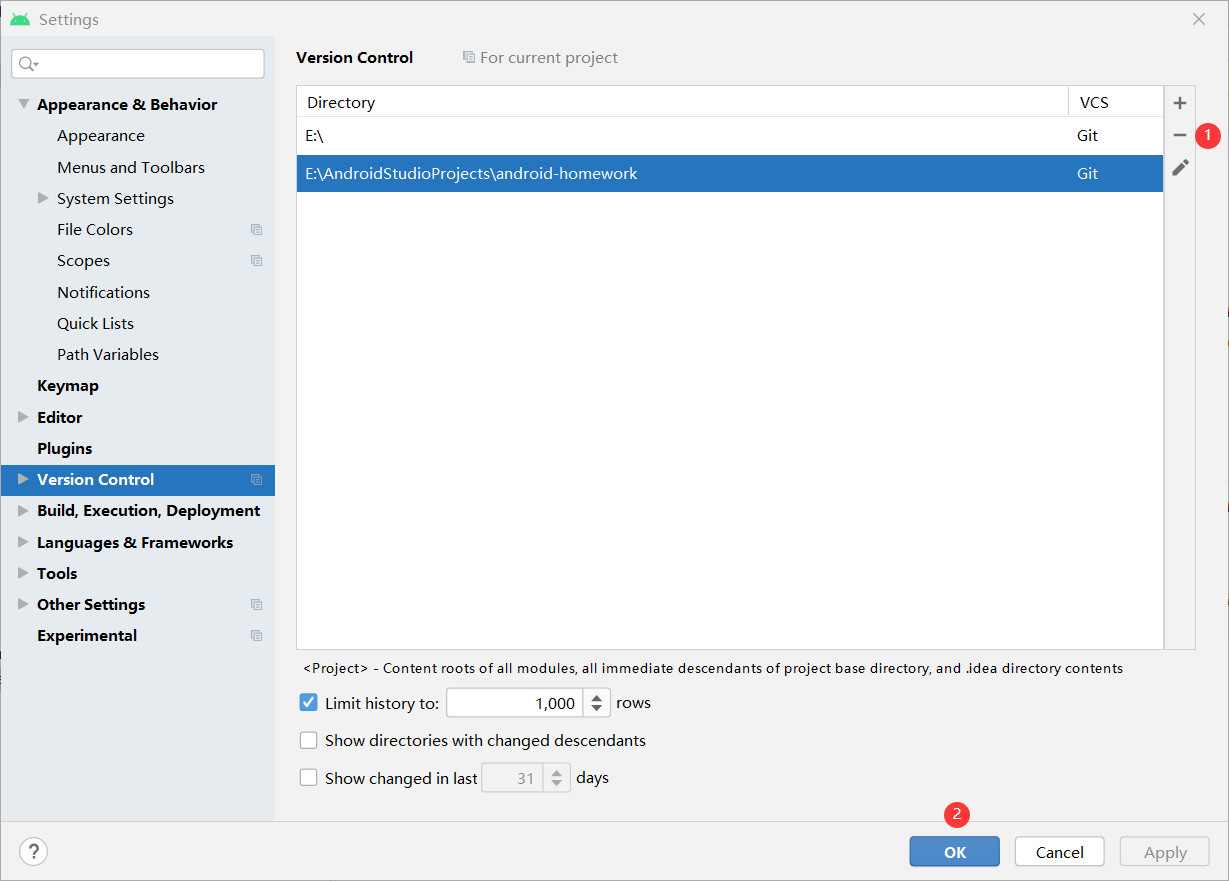 Settings
Appearance & Behavior
Appearance
Menus and Toolbars
System Settings
File Colors
Scopes
Notifications
Quick Lists
Path Variables
Keymap
Editor
Plugins
Version Control
Build, Execution, Deployment
Languages & Frameworks
Tools
Other Settings
Experimental
Version Control For current project
Directory VCS
E:\ Git
1
E:\AndroidStudioProjects\android-homework Git
<Project> - Content roots of all modules, all immediate descendants of project base directory, and .idea directory contents
Limit history to: 1,000 rows
Show directories with changed descendants
Show changed in last 31 days
2
? OK Cancel Apply